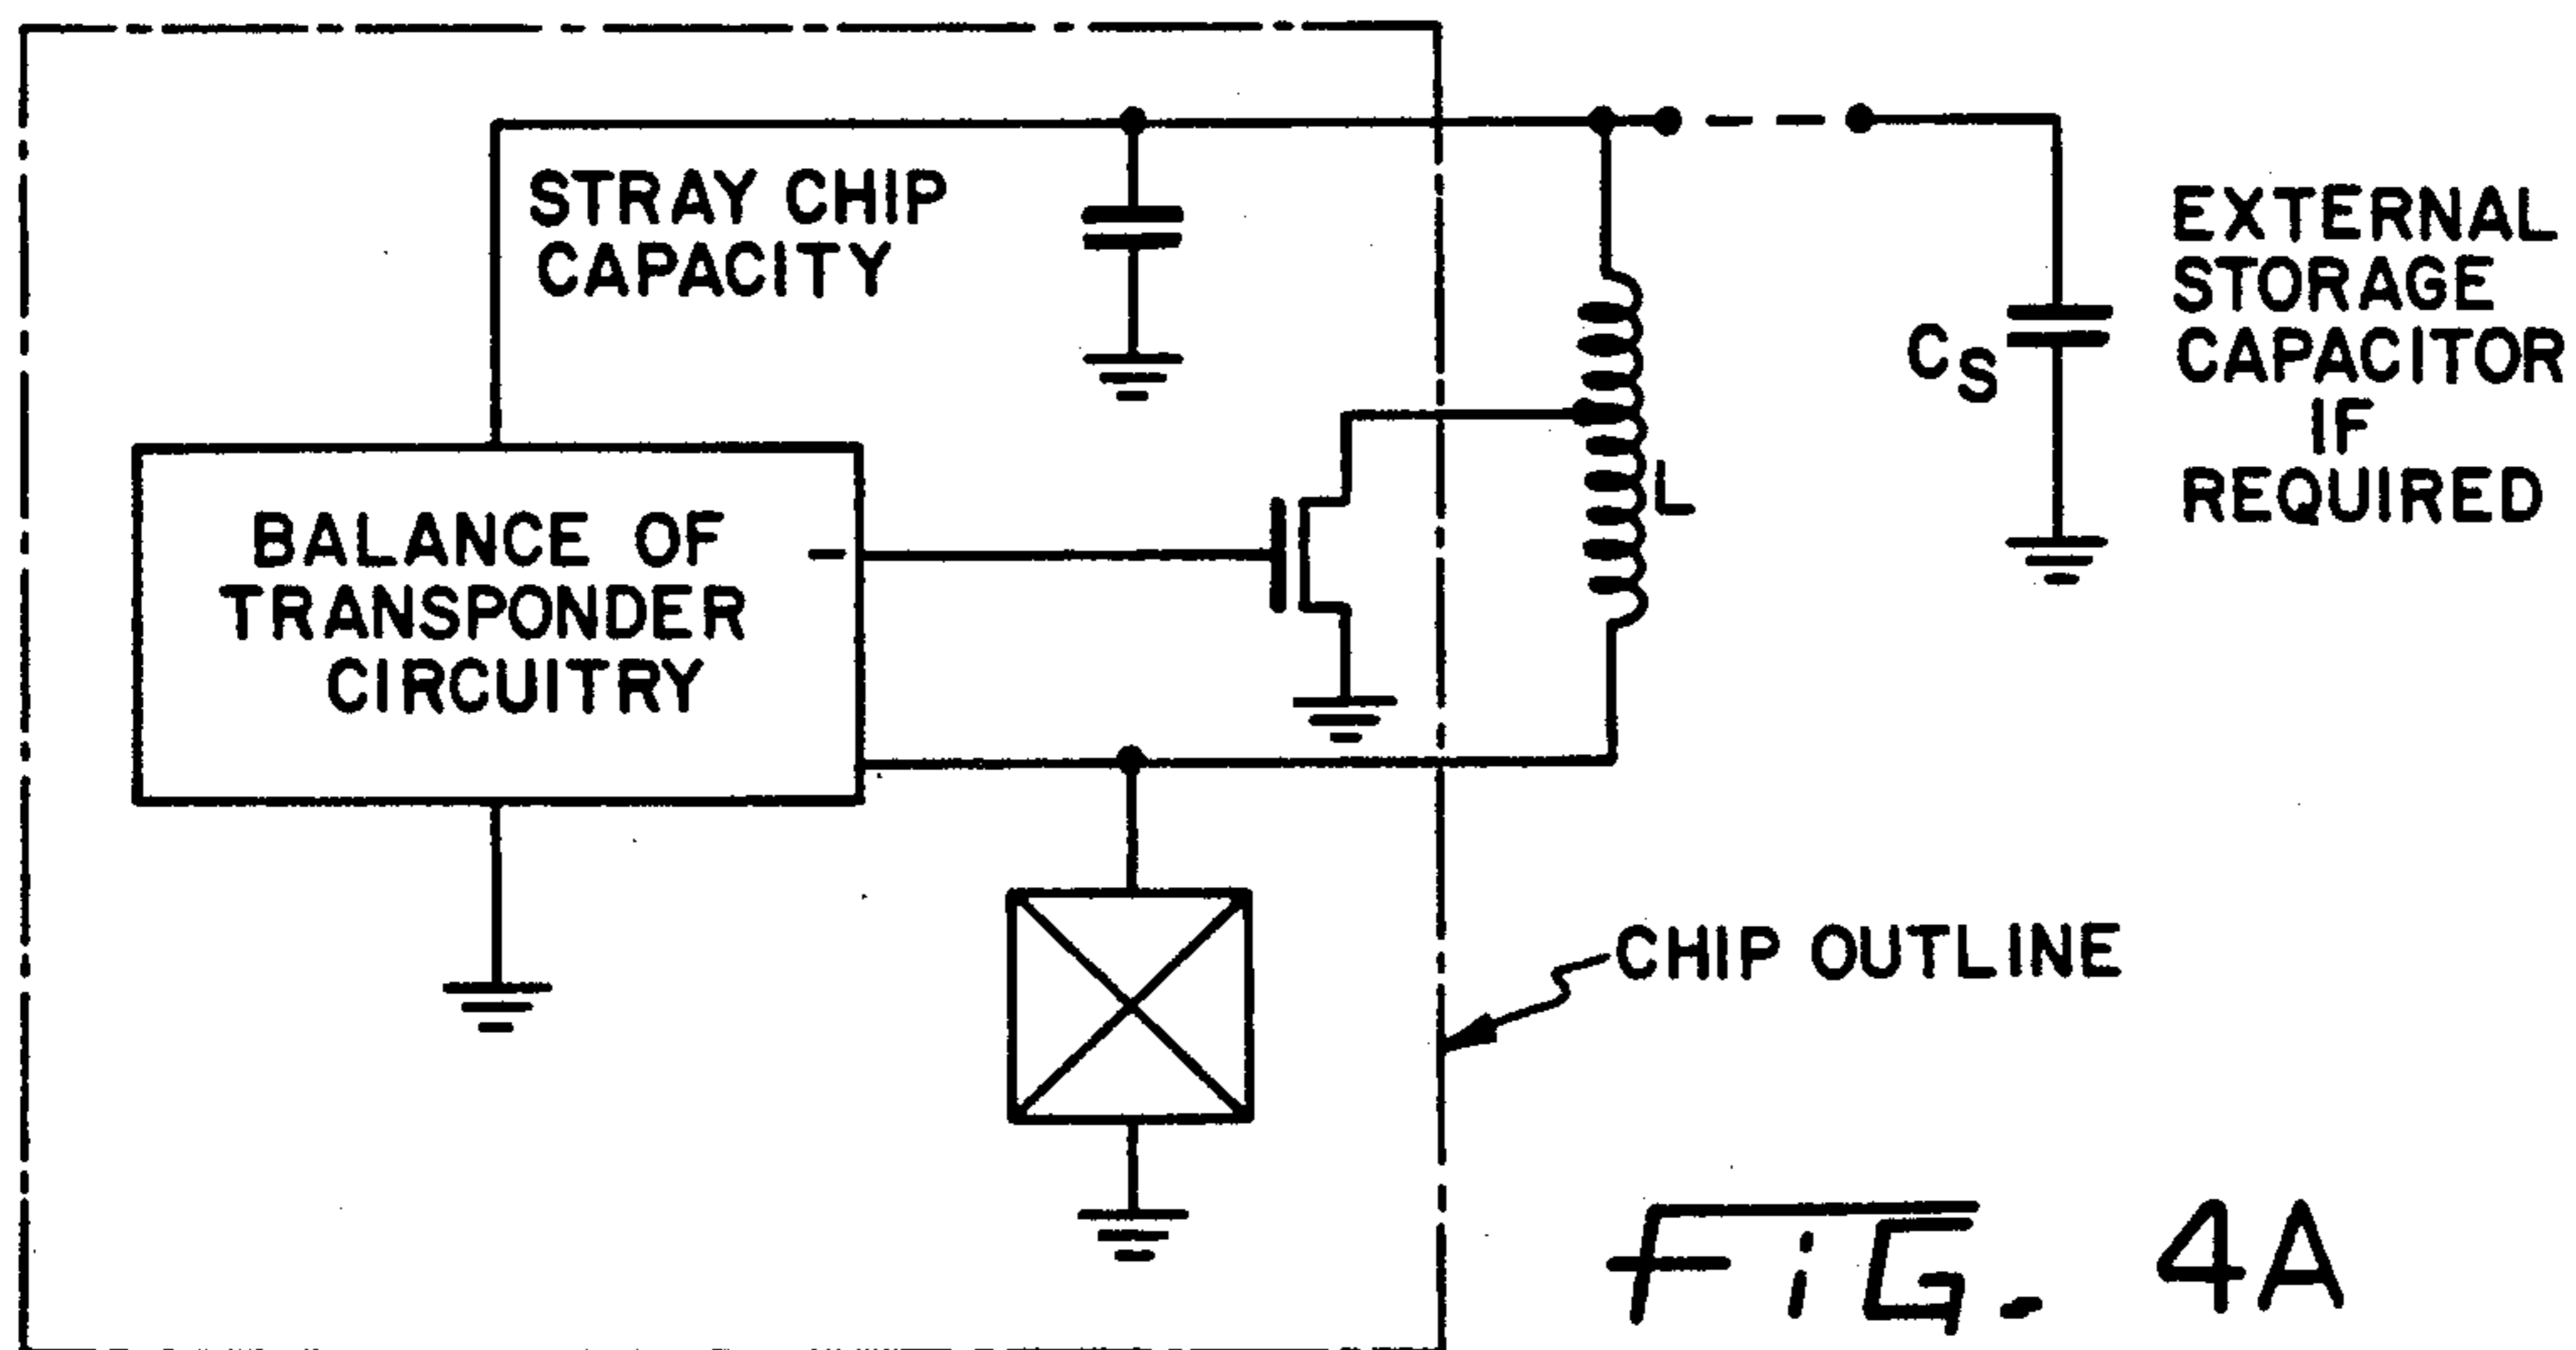 STRAY CHIP
CAPACITY
EXTERNAL
STORAGE
CAPACITOR
IF
REQUIRED
CS
L
BALANCE OF
TRANSPONDER
CIRCUITRY
CHIP OUTLINE
FiG. 4A